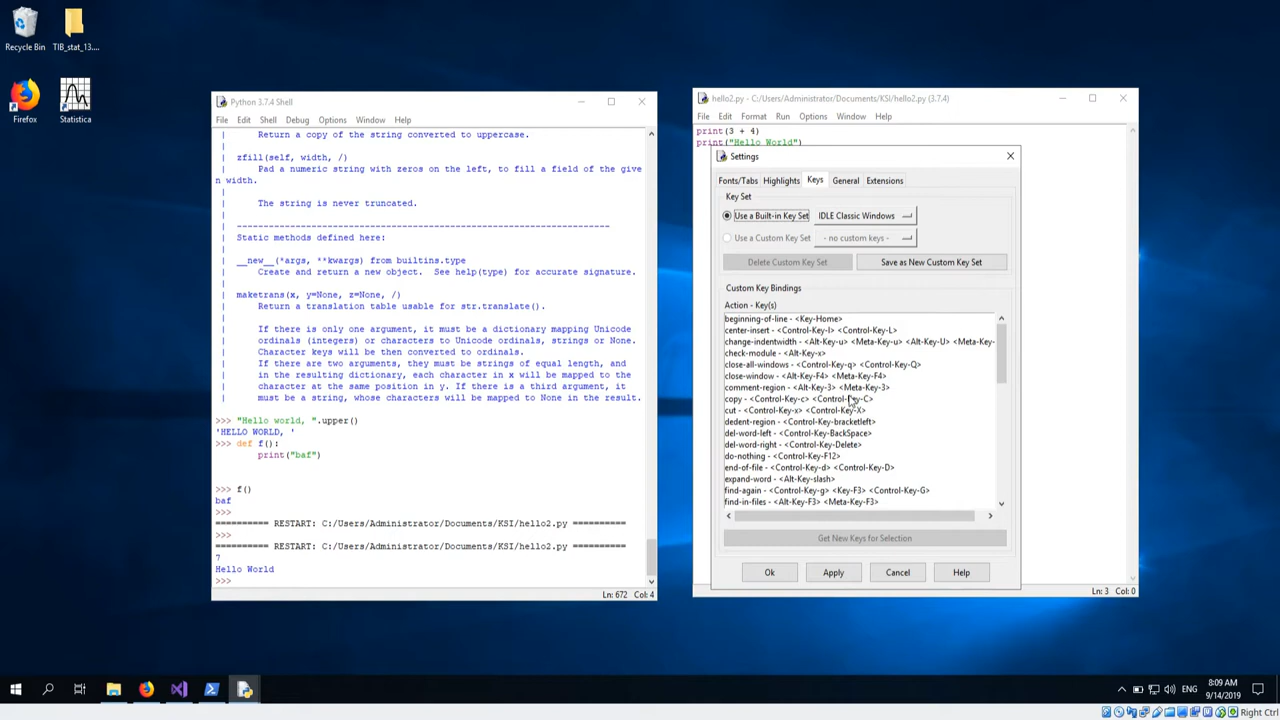 Recycle Bin
TIB_stat_13....
Firefox
Statistica
Python 3.7.4 Shell
File Edit Shell Debug Options Window Help
| Return a copy of the string converted to uppercase.
|
| zfill(self, width, /)
| Pad a numeric string with zeros on the left, to fill a field of the give
n width.
|
| The string is never truncated.
|
| ----------------------------------------------------------------------
| Static methods defined here:
|
| __new__(*args, **kwargs) from builtins.type
| Create and return a new object.  See help(type) for accurate signature.
|
| maketrans(x, y=None, z=None, /)
| Return a translation table usable for str.translate().
|
| If there is only one argument, it must be a dictionary mapping Unicode
| ordinals (integers) or characters to Unicode ordinals, strings or None.
| Character keys will be then converted to ordinals.
| If there are two arguments, they must be strings of equal length, and
| in the resulting dictionary, each character in x will be mapped to the
| character at the same position in y. If there is a third argument, it
| must be a string, whose characters will be mapped to None in the result.
>>> "Hello world, ".upper()
'HELLO WORLD, '
>>> def f():
print("baf")
>>> f()
baf
>>>
========== RESTART: C:/Users/Administrator/Documents/KSI/hello2.py ==========
>>>
========== RESTART: C:/Users/Administrator/Documents/KSI/hello2.py ==========
7
Hello World
>>>
Ln: 672 Col: 4
hello2.py - C:/Users/Administrator/Documents/KSI/hello2.py (3.7.4)
File Edit Format Run Options Window Help
print(3 + 4)
print("Hello World")
Settings
Fonts/Tabs Highlights Keys General Extensions
Key Set
Use a Built-in Key Set IDLE Classic Windows
Use a Custom Key Set - no custom keys -
Delete Custom Key Set Save as New Custom Key Set
Custom Key Bindings
Action - Key(s)
beginning-of-line - <Key-Home>
center-insert - <Control-Key-l> <Control-Key-L>
change-indentwidth - <Alt-Key-u> <Meta-Key-u> <Alt-Key-U> <Meta-Key-
check-module - <Alt-Key-x>
close-all-windows - <Control-Key-q> <Control-Key-Q>
close-window - <Alt-Key-F4> <Meta-Key-F4>
comment-region - <Alt-Key-3> <Meta-Key-3>
copy - <Control-Key-c> <Control-Key-C>
cut - <Control-Key-x> <Control-Key-X>
dedent-region - <Control-Key-bracketleft>
del-word-left - <Control-Key-BackSpace>
del-word-right - <Control-Key-Delete>
do-nothing - <Control-Key-F12>
end-of-file - <Control-Key-d> <Control-Key-D>
expand-word - <Alt-Key-slash>
find-again - <Control-Key-g> <Key-F3> <Control-Key-G>
find-in-files - <Alt-Key-F3> <Meta-Key-F3>
Get New Keys for Selection
Ok Apply Cancel Help
Ln: 3 Col: 0
ENG
8:09 AM
9/14/2019
Right Ctrl